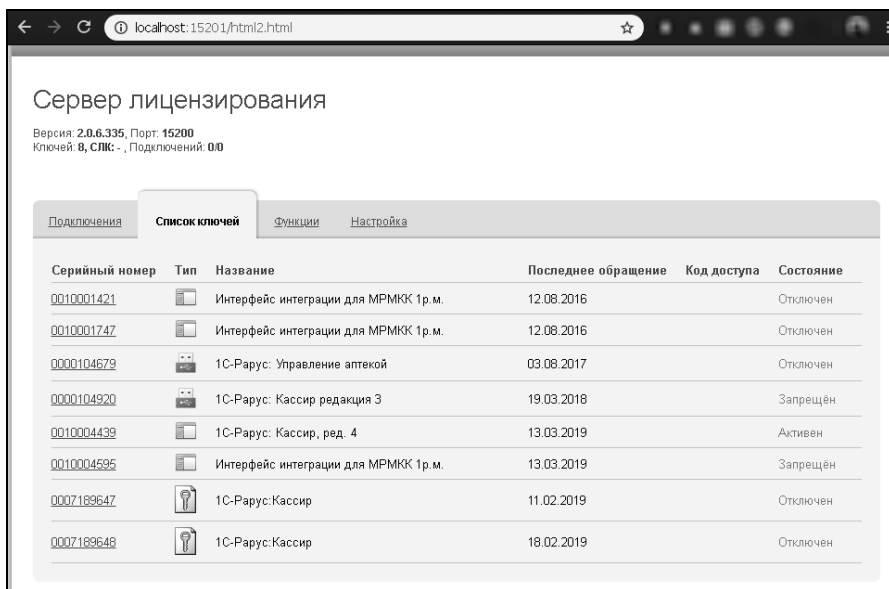 localhost:15201/html2.html
Сервер лицензирования
Версия: 2.0.6.335, Порт: 15200
Ключей: 8, СЛК: - , Подключений: 0/0
Подключения Список ключей Функции Настройка
Серийный номер Тип Название Последнее обращение Код доступа Состояние
0010001421 Интерфейс интеграции для МРМКК 1р.м. 12.08.2016 Отключен
0010001747 Интерфейс интеграции для МРМКК 1р.м. 12.08.2016 Отключен
0000104679 1С-Рарус: Управление аптекой 03.08.2017 Отключен
0000104920 1С-Рарус: Кассир редакция 3 19.03.2018 Запрещён
0010004439 1С-Рарус: Кассир, ред. 4 13.03.2019 Активен
0010004595 Интерфейс интеграции для МРМКК 1р.м. 13.03.2019 Запрещён
0007189647 1С-Рарус:Кассир 11.02.2019 Отключен
0007189648 1С-Рарус:Кассир 18.02.2019 Отключен